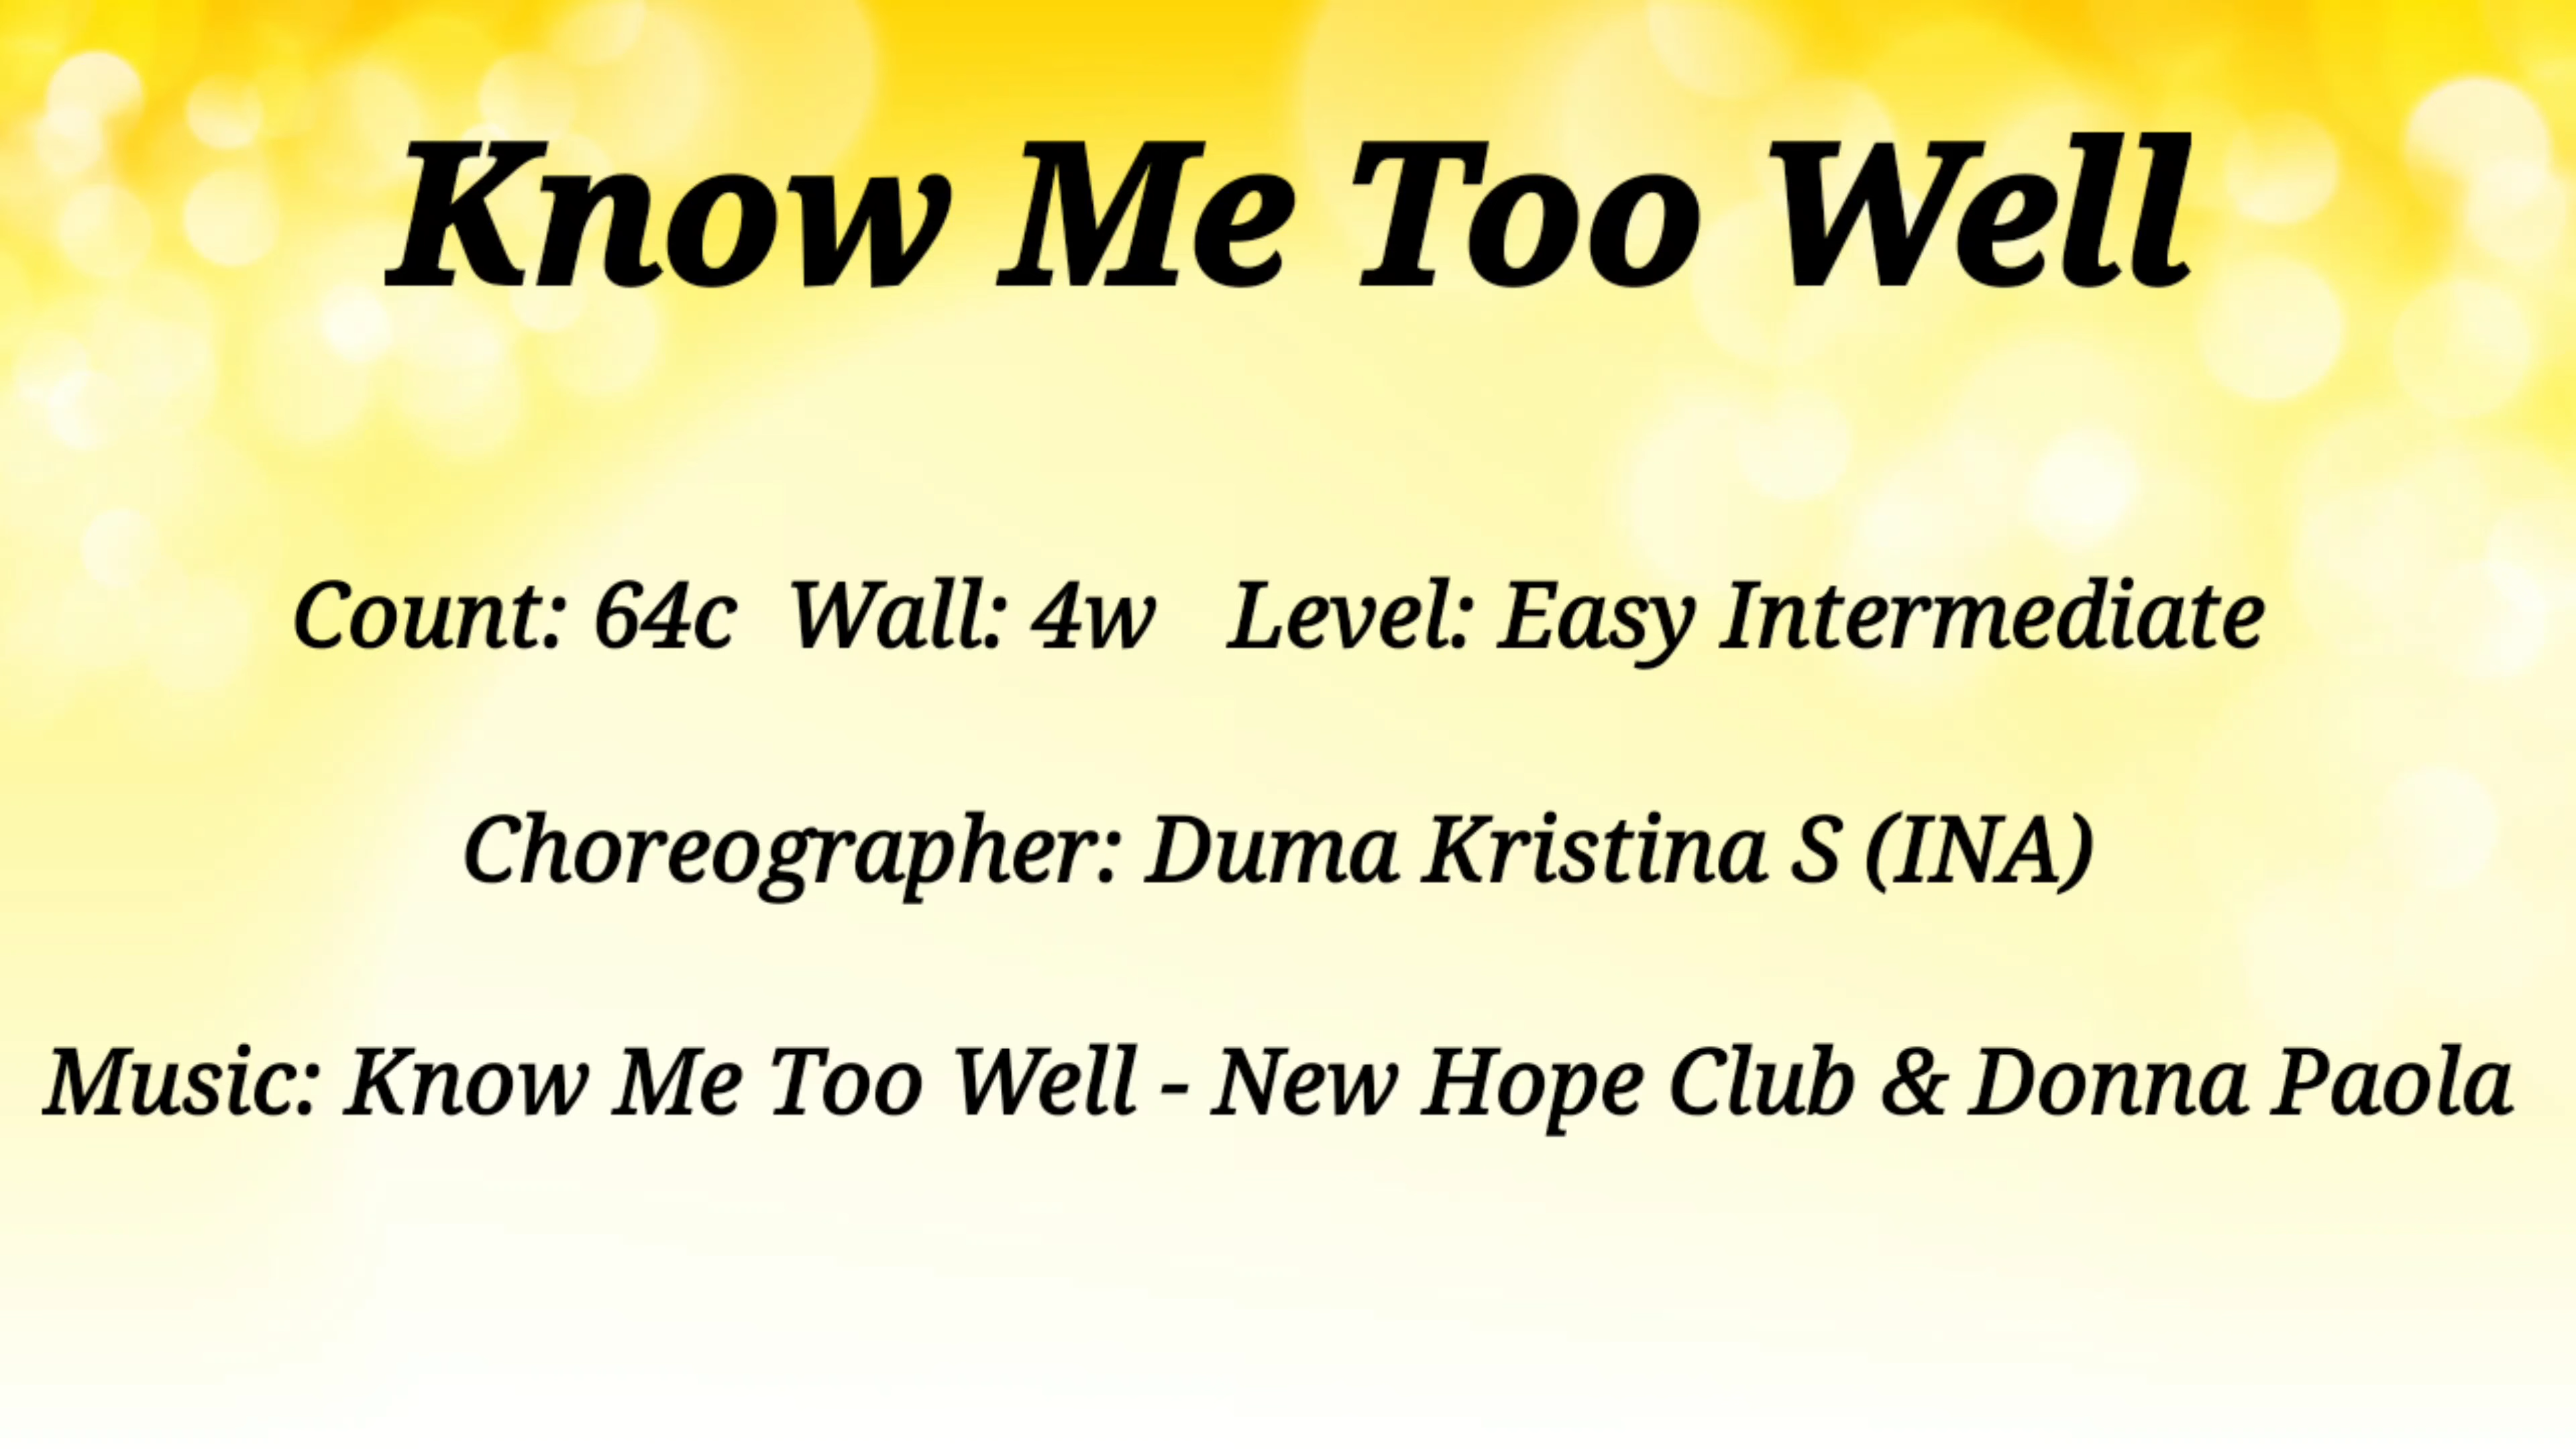 Know Me Too Well
Count: 64c Wall: 4w Level: Easy Intermediate
Choreographer: Duma Kristina S (INA)
Music: Know Me Too Well - New Hope Club & Donna Paola